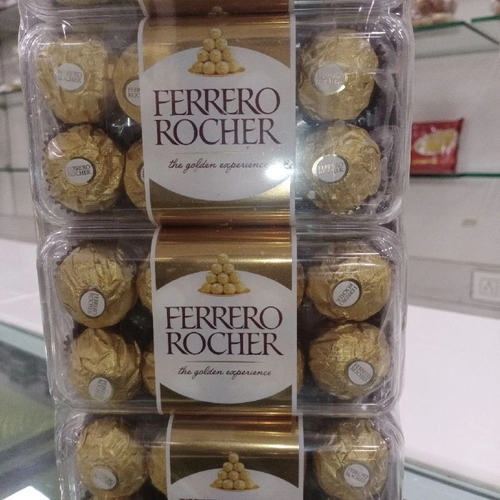 FERRERO
ROCHER
the golden experience
FERRERO
ROCHER
the golden experience